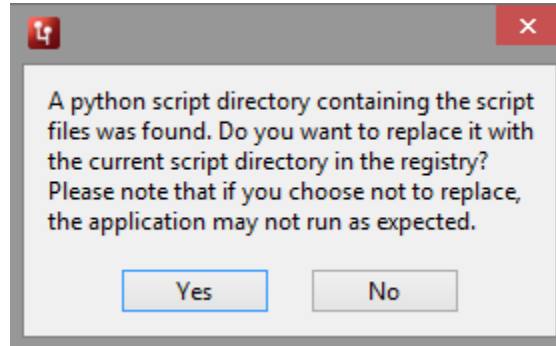 A python script directory containing the script
files was found. Do you want to replace it with
the current script directory in the registry?
Please note that if you choose not to replace,
the application may not run as expected.
Yes No